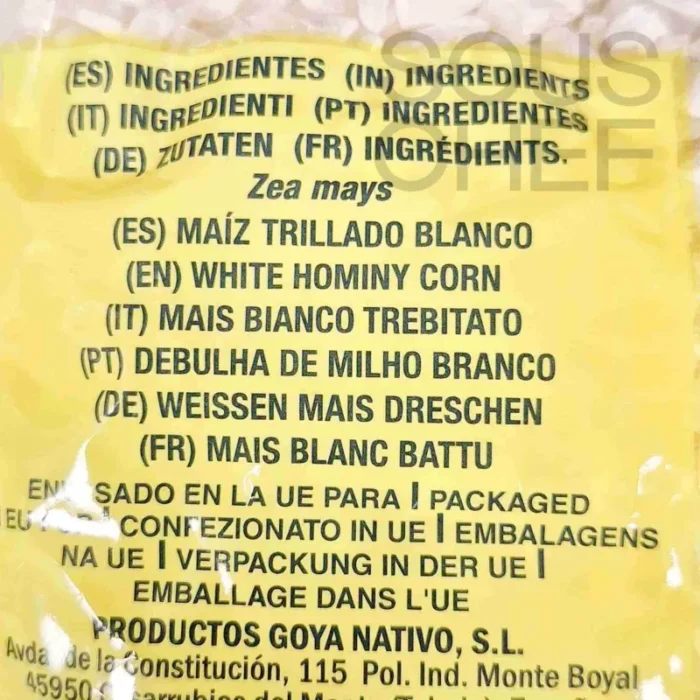 SOUS
CHEF
(ES) INGREDIENTES (IN) INGREDIENTS
(IT) INGREDIENTI (PT) INGREDIENTES
(DE) ZUTATEN (FR) INGRÉDIENTS.
Zea mays
(ES) MAÍZ TRILLADO BLANCO
(EN) WHITE HOMINY CORN
(IT) MAIS BIANCO TREBITATO
(PT) DEBULHA DE MILHO BRANCO
(DE) WEISSEN MAIS DRESCHEN
(FR) MAIS BLANC BATTU
EN LA UE PARA | PACKAGED
EU | CONFEZIONATO IN UE | EMBALAGENS
NA UE | VERPACKUNG IN DER UE |
EMBALLAGE DANS L'UE
PRODUCTOS GOYA NATIVO, S.L.
Avda de la Constitución, 115 Pol. Ind. Monte Boyal
45950